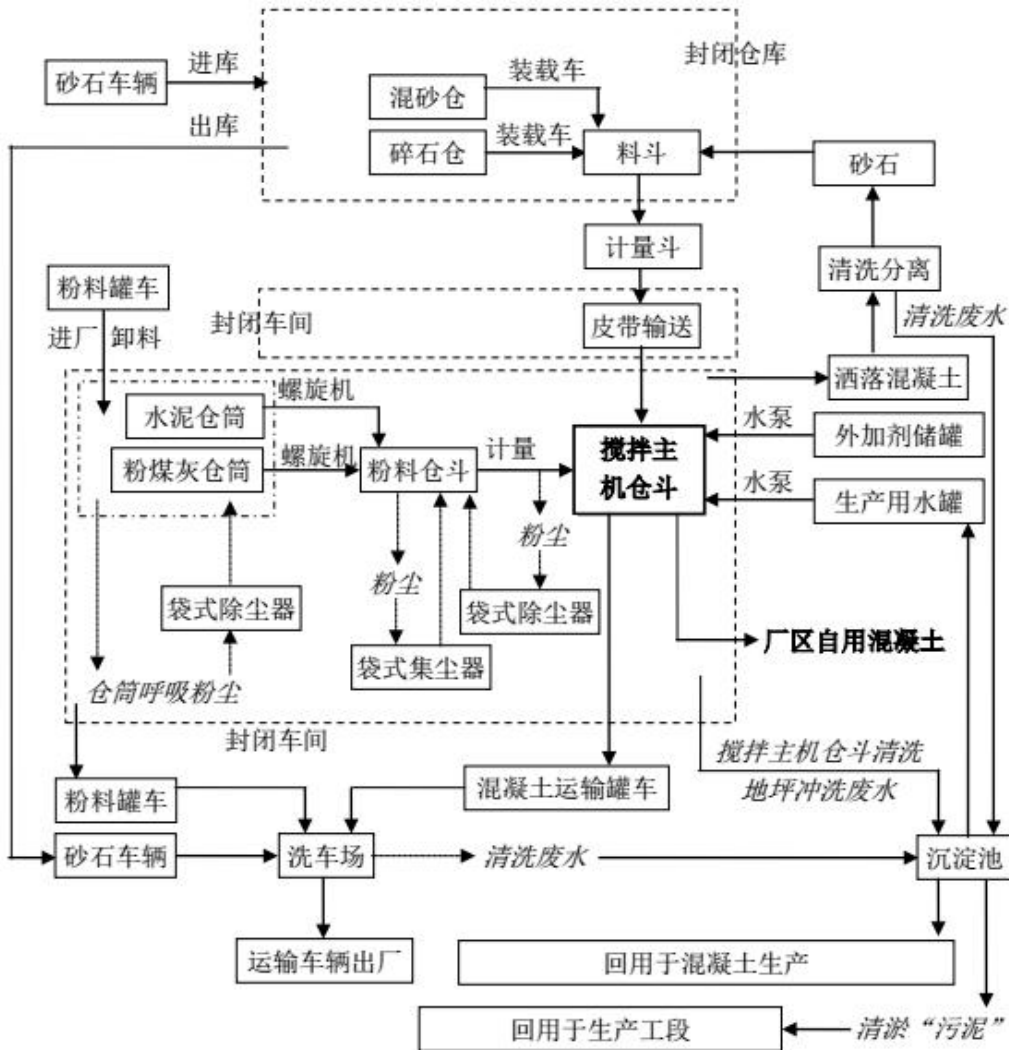 封闭仓库
砂石车辆
进库
混砂仓
装载车
出库
碎石仓
装载车
料斗
砂石
计量斗
清洗分离
粉料罐车
封闭车间
皮带输送
清洗废水
进厂
卸料
洒落混凝土
水泥仓筒
螺旋机
水泵
外加剂储罐
粉煤灰仓筒
螺旋机
粉料仓斗
计量
搅拌主
机仓斗
水泵
生产用水罐
粉尘
粉尘
袋式除尘器
袋式除尘器
袋式集尘器
厂区自用混凝土
仓筒呼吸粉尘
封闭车间
搅拌主机仓斗清洗
地坪冲洗废水
粉料罐车
混凝土运输罐车
砂石车辆
洗车场
清洗废水
沉淀池
运输车辆出厂
回用于混凝土生产
回用于生产工段
清淤“污泥”